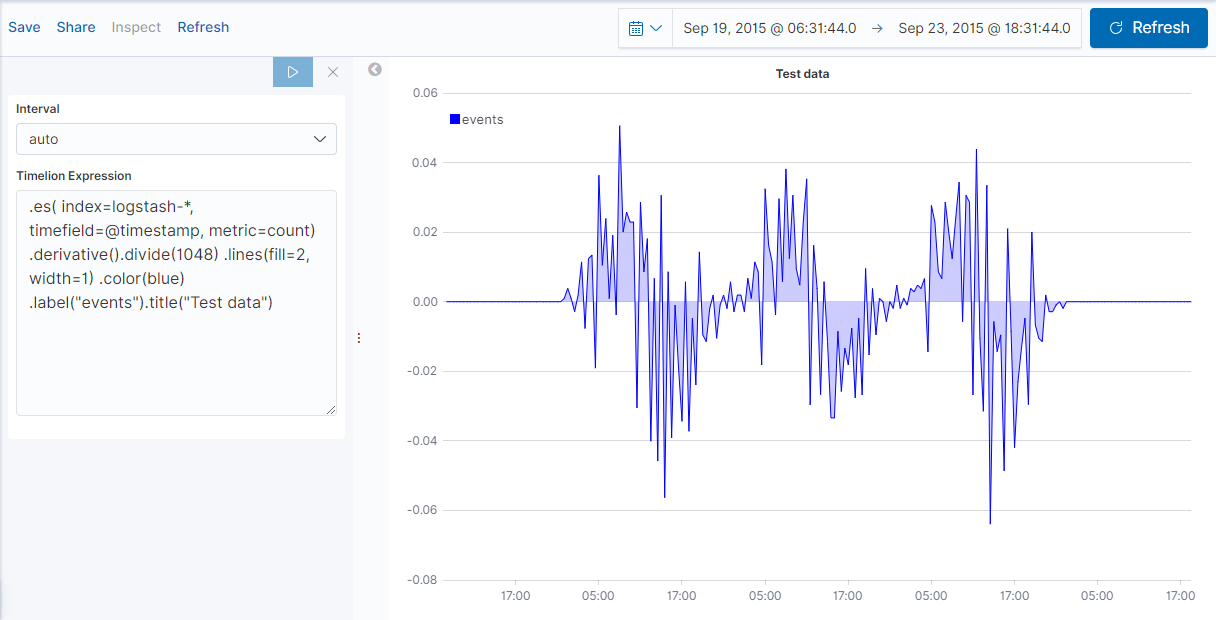 Save Share Inspect Refresh
Sep 19, 2015 @ 06:31:44.0 → Sep 23, 2015 @ 18:31:44.0 Refresh
Interval
auto
Timelion Expression
.es( index=logstash-*,
timefield=@timestamp, metric=count)
.derivative().divide(1048) .lines(fill=2,
width=1) .color(blue)
.label("events").title("Test data")
Test data
events
0.06
0.04
0.02
0.00
-0.02
-0.04
-0.06
-0.08
17:00 05:00 17:00 05:00 17:00 05:00 17:00 05:00 17:00